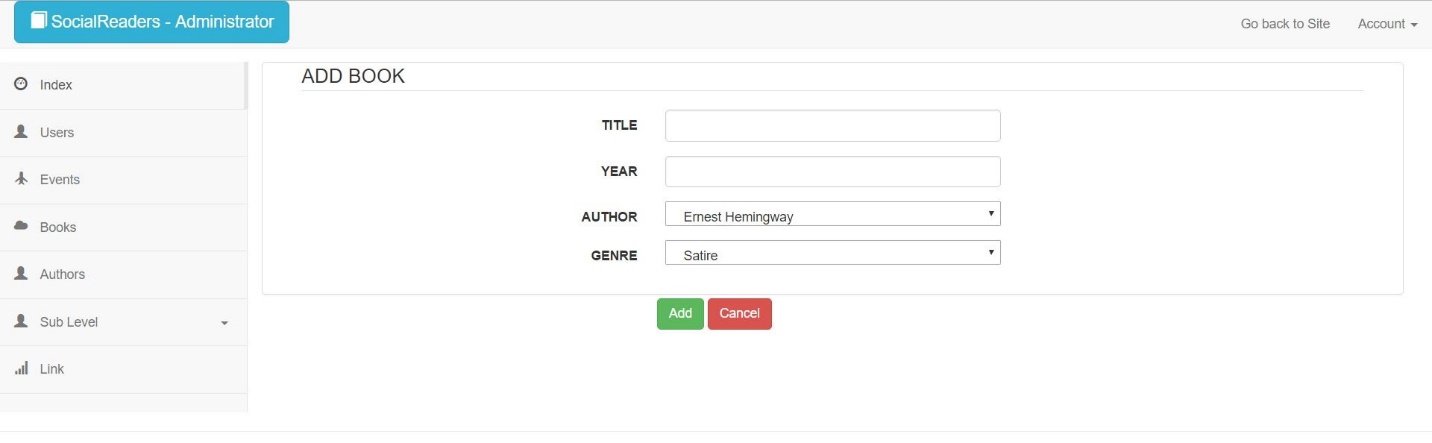 SocialReaders - Administrator
Go back to Site
Account
Index
Users
Events
Books
Authors
Sub Level
Link
ADD BOOK
TITLE
YEAR
AUTHOR Ernest Hemingway
GENRE Satire
Add Cancel